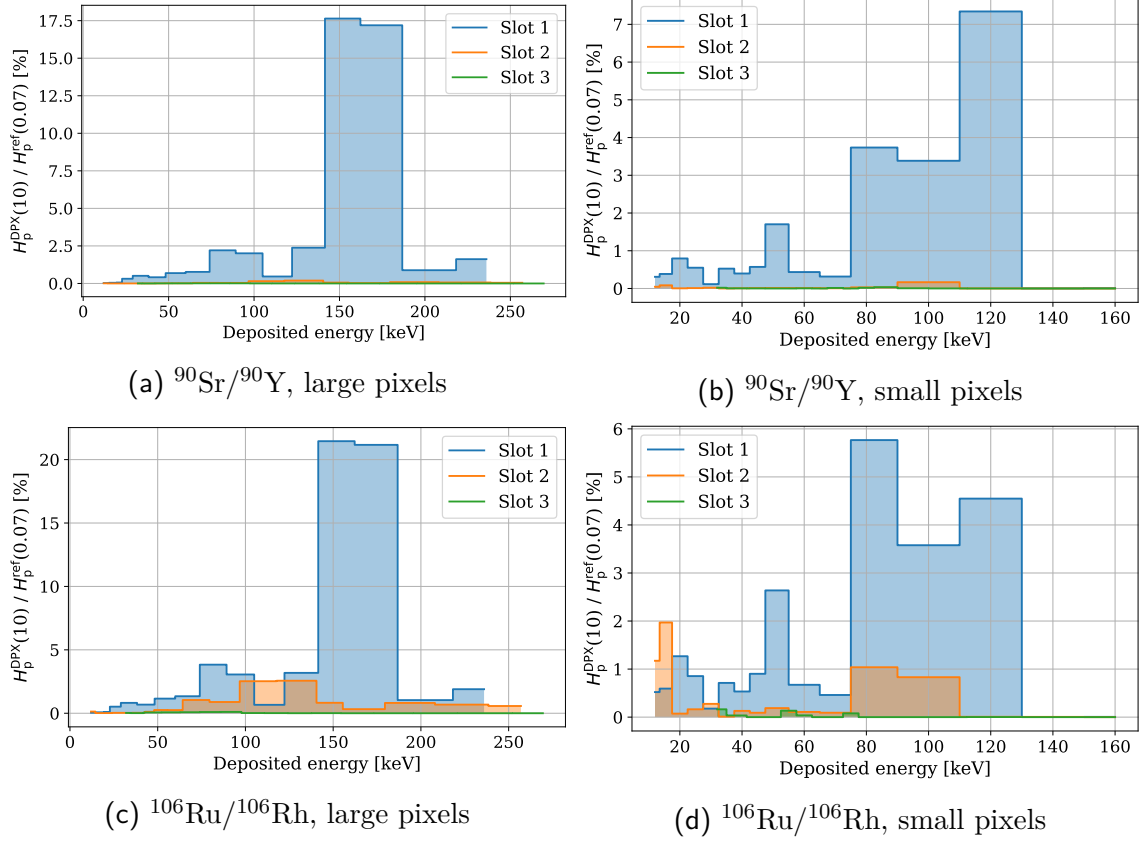 17.5
15.0
12.5
10.0
7.5
5.0
2.5
0.0
H_p^DPX(10) / H_p^ref(0.07) [%]
Slot 1
Slot 2
Slot 3
0 50 100 150 200 250
Deposited energy [keV]
(a) ⁹⁰Sr/⁹⁰Y, large pixels
7
6
5
4
3
2
1
0
H_p^DPX(10) / H_p^ref(0.07) [%]
Slot 1
Slot 2
Slot 3
20 40 60 80 100 120 140 160
Deposited energy [keV]
(b) ⁹⁰Sr/⁹⁰Y, small pixels
20
15
10
5
0
H_p^DPX(10) / H_p^ref(0.07) [%]
Slot 1
Slot 2
Slot 3
0 50 100 150 200 250
Deposited energy [keV]
(c) ¹⁰⁶Ru/¹⁰⁶Rh, large pixels
6
5
4
3
2
1
0
H_p^DPX(10) / H_p^ref(0.07) [%]
Slot 1
Slot 2
Slot 3
20 40 60 80 100 120 140 160
Deposited energy [keV]
(d) ¹⁰⁶Ru/¹⁰⁶Rh, small pixels